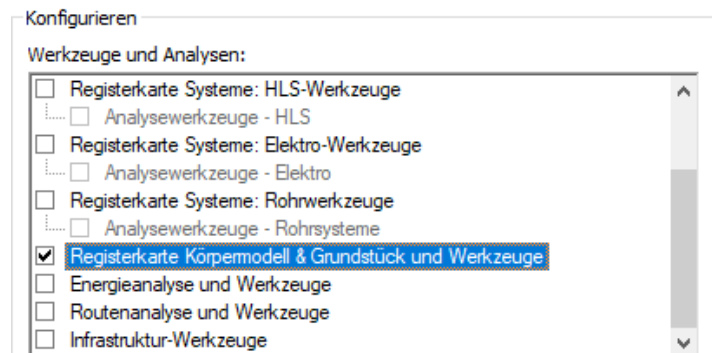 Konfigurieren
Werkzeuge und Analysen:
Registerkarte Systeme: HLS-Werkzeuge
Analysewerkzeuge - HLS
Registerkarte Systeme: Elektro-Werkzeuge
Analysewerkzeuge - Elektro
Registerkarte Systeme: Rohrwerkzeuge
Analysewerkzeuge - Rohrsysteme
Registerkarte Körpermodell & Grundstück und Werkzeuge
Energieanalyse und Werkzeuge
Routenanalyse und Werkzeuge
Infrastruktur-Werkzeuge